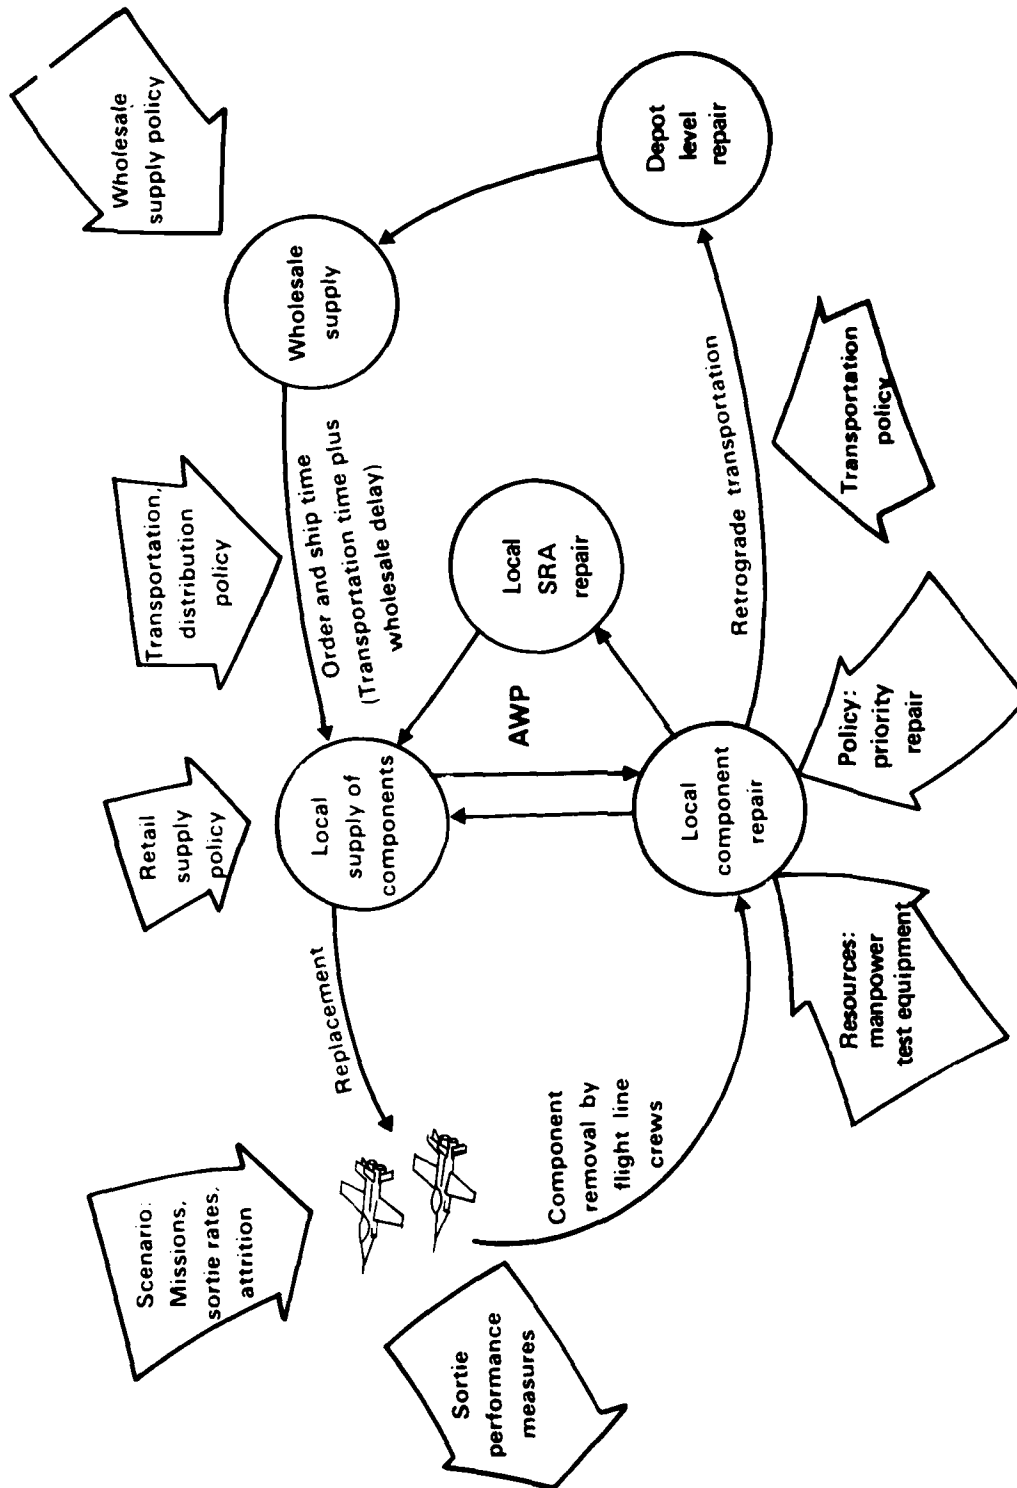 Scenario:
Missions,
sortie rates,
attrition
Retail
supply
policy
Transportation,
distribution
policy
Wholesale
supply policy
Sortie
performance
measures
Replacement
Local
supply of
components
Order and ship time
(Transportation time plus
wholesale delay)
Wholesale
supply
AWP
Local
SRA
repair
Component
removal by
flight line
crews
Local
component
repair
Retrograde transportation
Depot
level
repair
Resources:
manpower
test equipment
Policy:
priority
repair
Transportation
policy